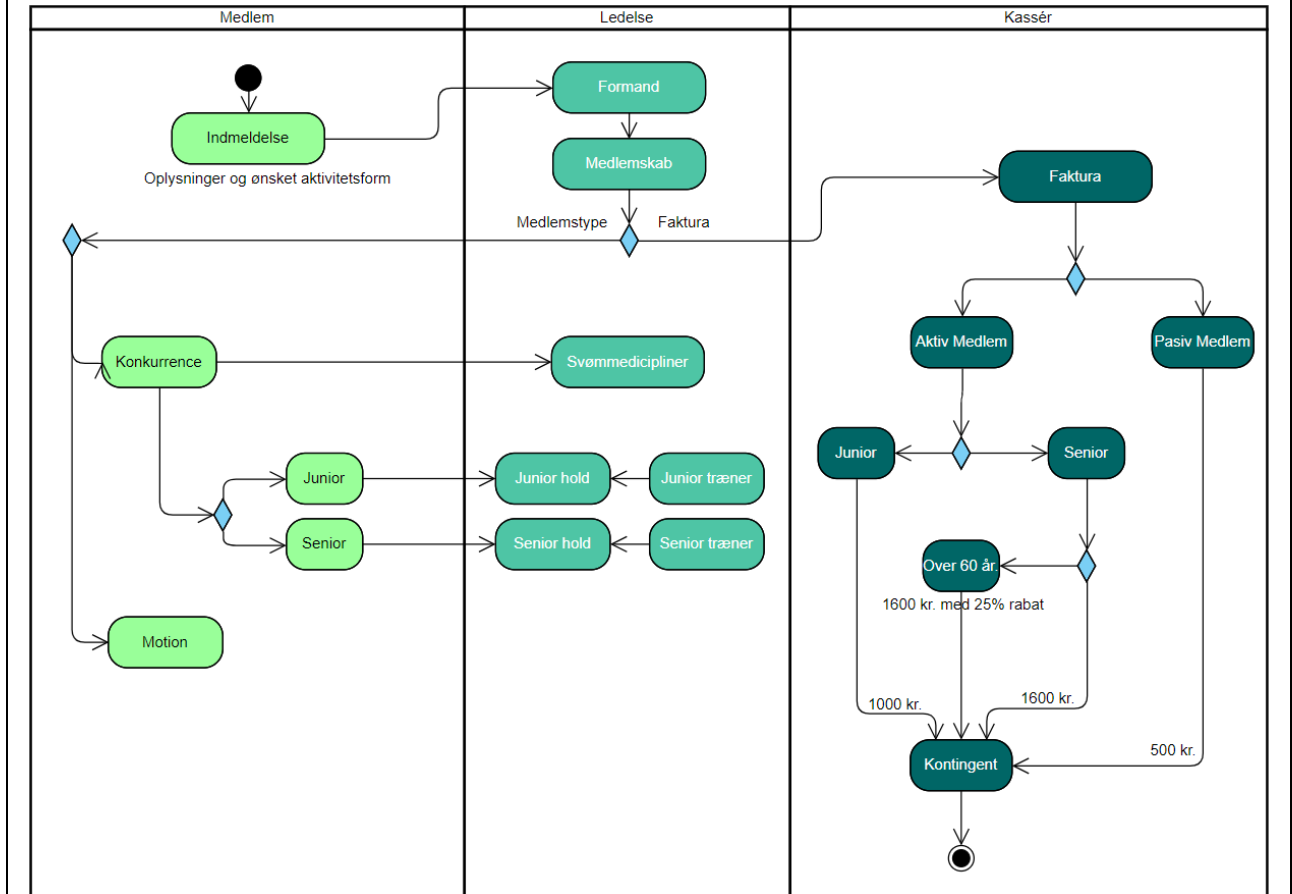 Medlem
Ledelse
Kassér
Formand
Indmeldelse
Oplysninger og ønsket aktivitetsform
Medlemskab
Faktura
Medlemstype
Faktura
Aktiv Medlem
Pasiv Medlem
Konkurrence
Svømmedicipliner
Junior
Senior
Junior
Junior hold
Junior træner
Senior
Senior hold
Senior træner
Over 60 år.
1600 kr. med 25% rabat
Motion
1000 kr.
1600 kr.
500 kr.
Kontingent